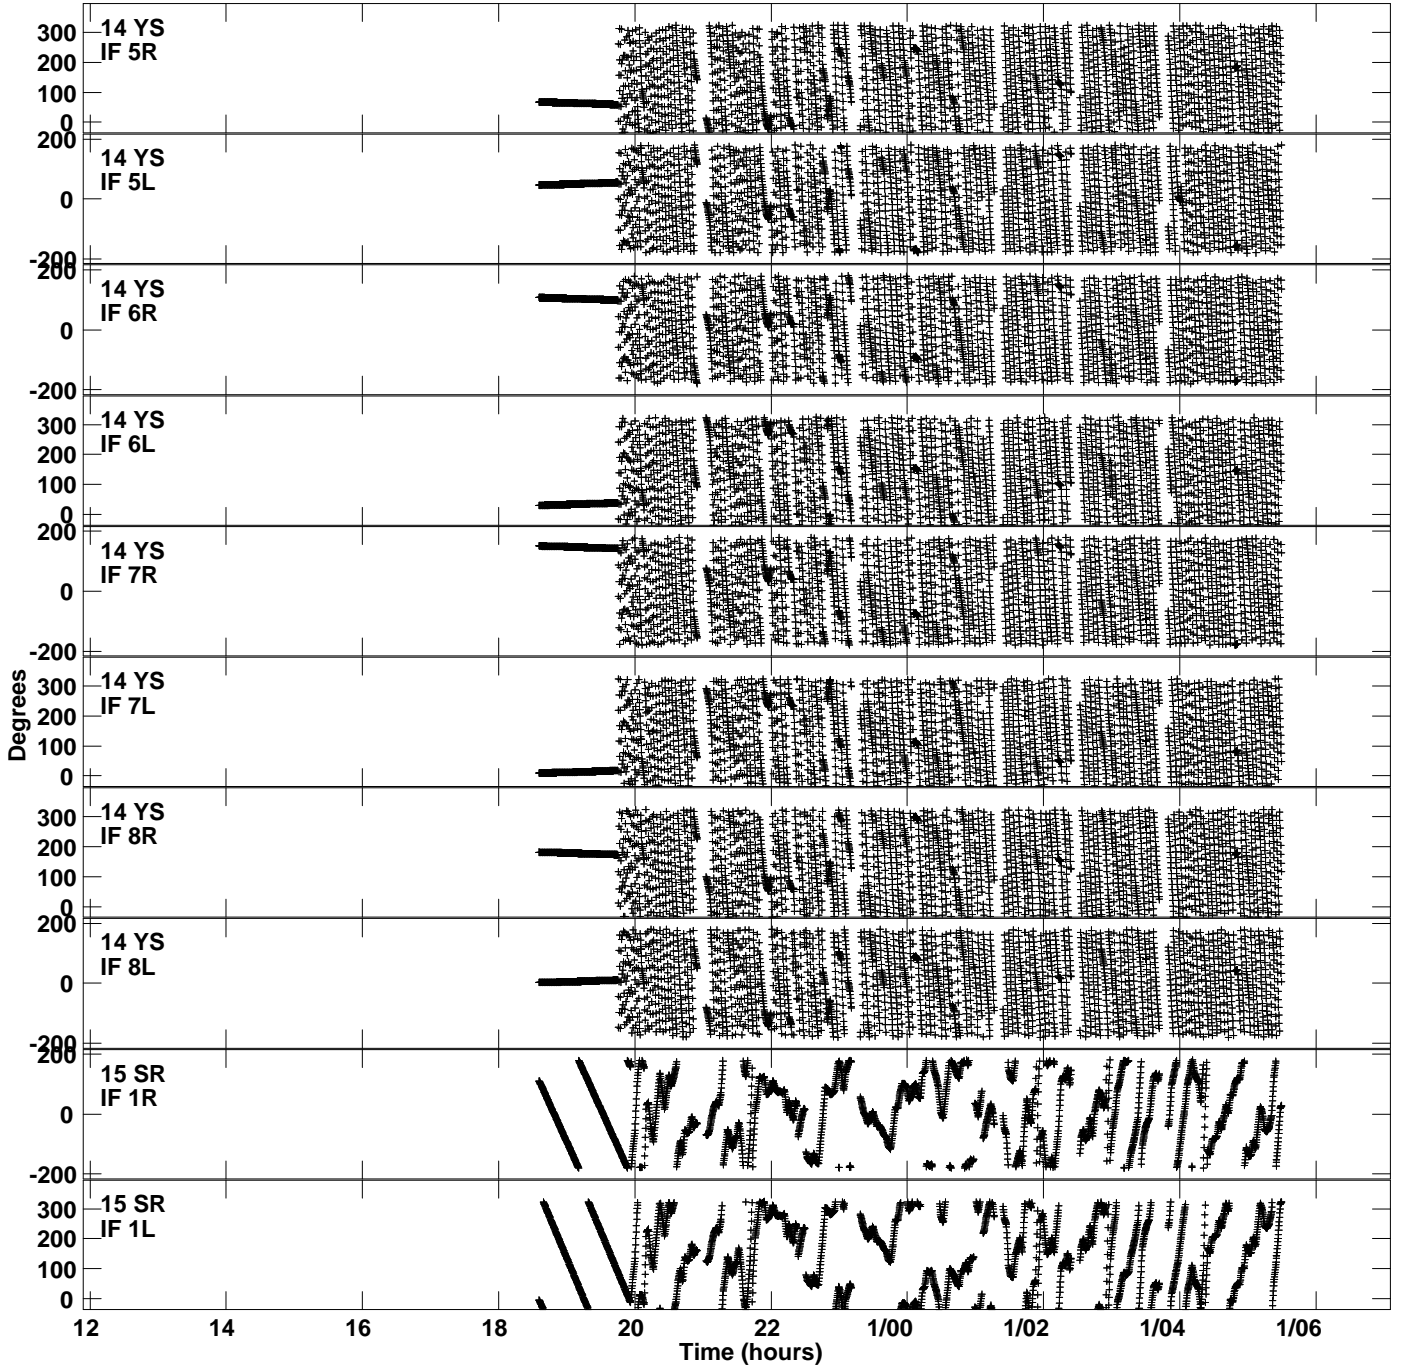 14 YS
IF 5R
300
200
100
0
14 YS
IF 5L
200
0
-200
14 YS
IF 6R
200
0
-200
14 YS
IF 6L
300
200
100
0
14 YS
IF 7R
200
0
-200
14 YS
IF 7L
300
200
100
0
14 YS
IF 8R
300
200
100
0
14 YS
IF 8L
200
0
-200
15 SR
IF 1R
200
0
-200
15 SR
IF 1L
300
200
100
0
Degrees
12 14 16 18 20 22 1/00 1/02 1/04 1/06
Time (hours)